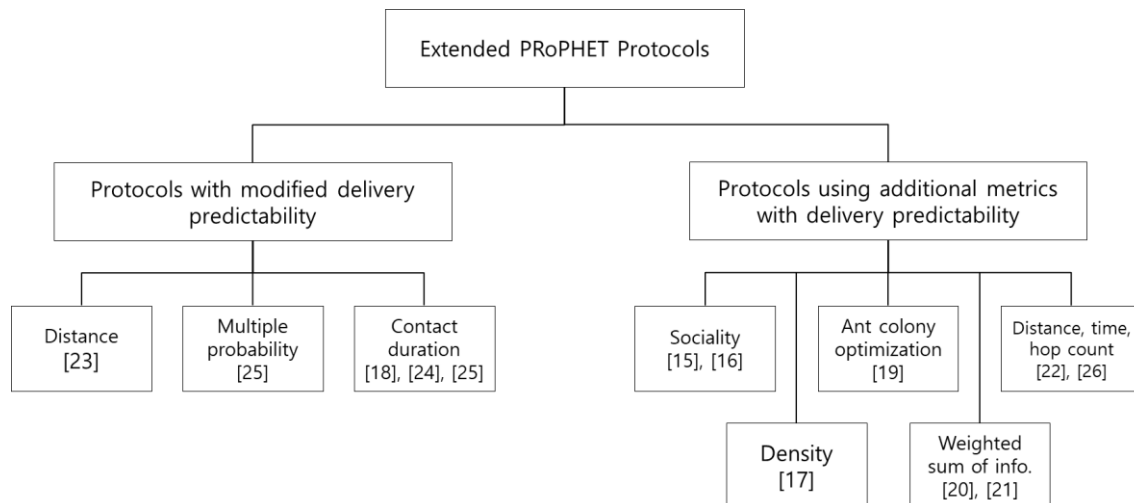 Extended PRoPHET Protocols
Protocols with modified delivery
predictability
Protocols using additional metrics
with delivery predictability
Distance
[23]
Multiple
probability
[25]
Contact
duration
[18], [24], [25]
Sociality
[15], [16]
Ant colony
optimization
[19]
Distance, time,
hop count
[22], [26]
Density
[17]
Weighted
sum of info.
[20], [21]